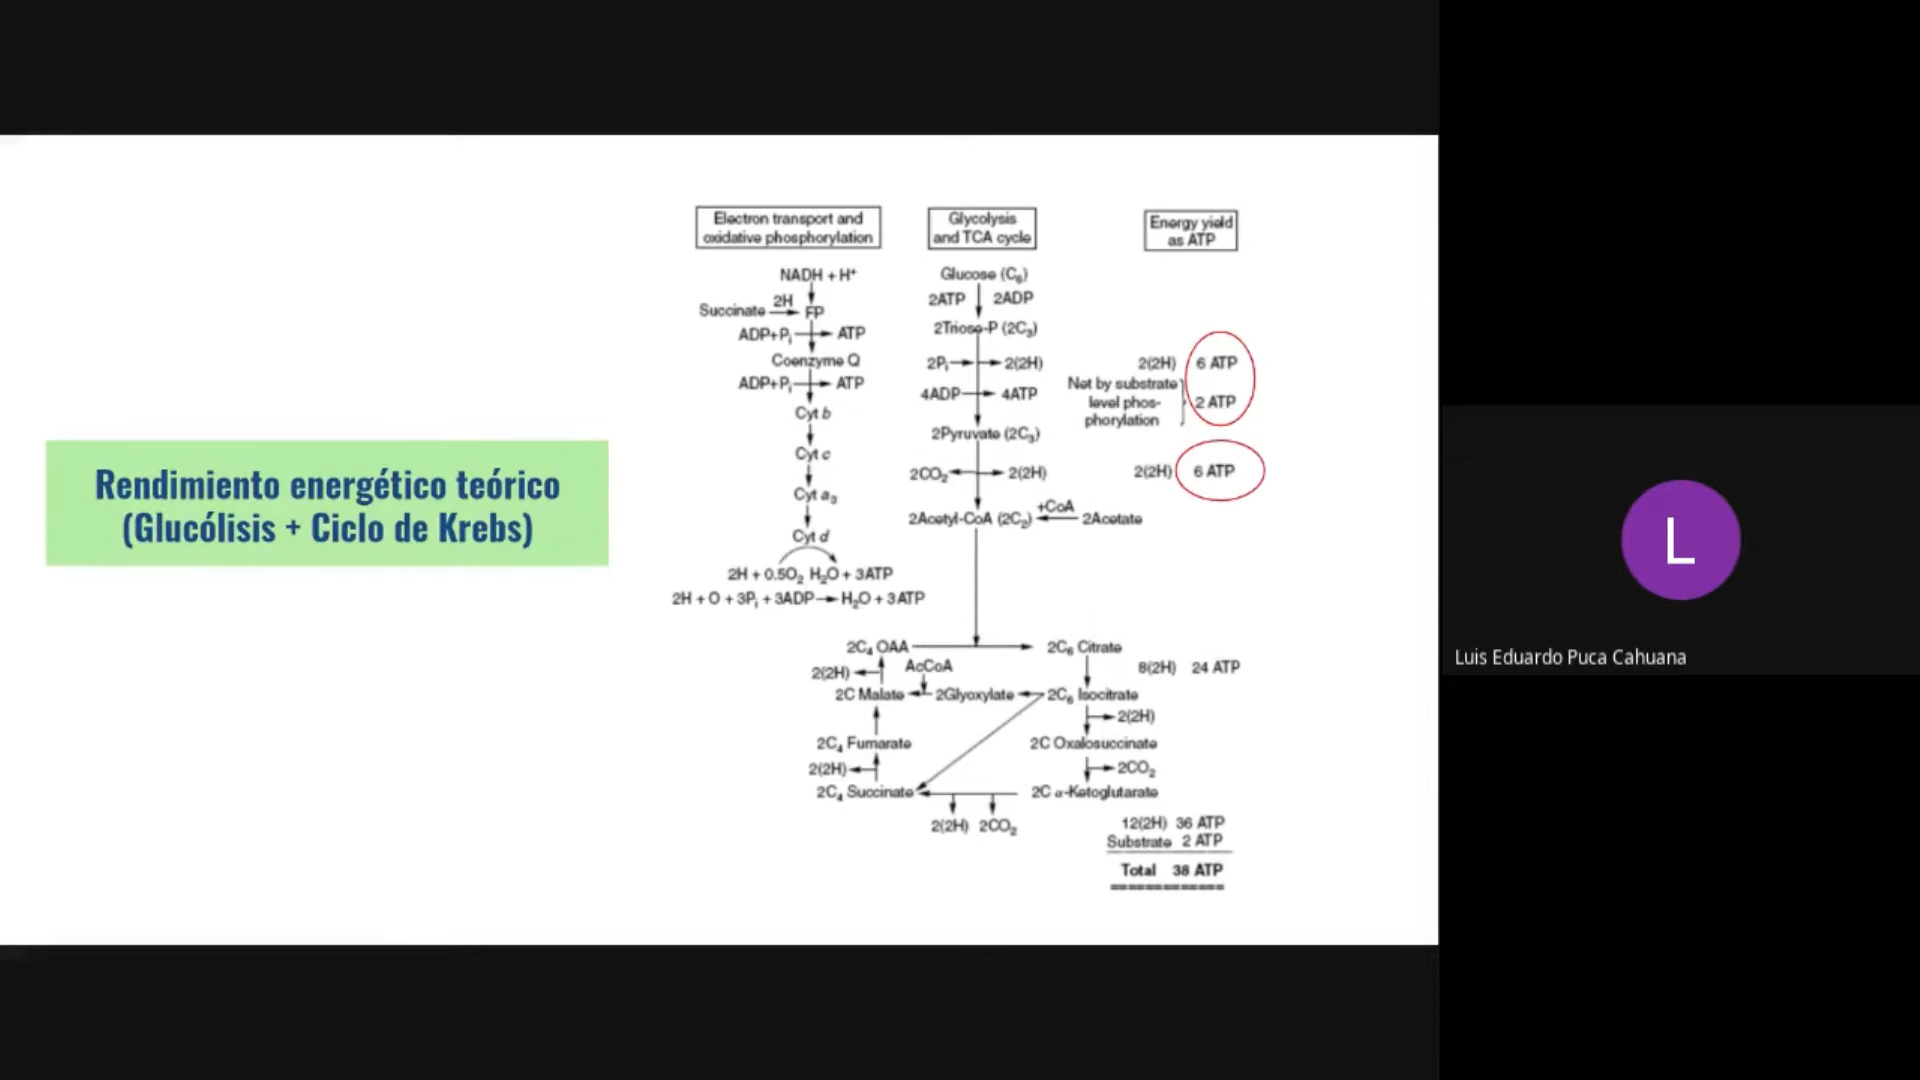 Rendimiento energético teórico
(Glucólisis + Ciclo de Krebs)
Electron transport and
oxidative phosphorylation
NADH + H⁺
Succinate 2H FP
ADP+Pᵢ ATP
Coenzyme Q
ADP+Pᵢ ATP
Cyt b
Cyt c
Cyt a₃
Cyt d
2H + 0.5O₂ H₂O + 3ATP
2H + O + 3Pᵢ + 3ADP → H₂O + 3ATP
Glycolysis
and TCA cycle
Glucose (C₆)
2ATP 2ADP
2Triose-P (2C₃)
2Pᵢ 2(2H)
4ADP 4ATP
2Pyruvate (2C₃)
2CO₂ 2(2H)
2Acetyl-CoA (2C₂) +CoA 2Acetate
Energy yield
as ATP
2(2H) 6 ATP
Net by substrate
level phos- 2 ATP
phorylation
2(2H) 6 ATP
2C₄ OAA 2C₆ Citrate
2(2H) AcCoA 8(2H) 24 ATP
2C Malate 2Glyoxylate 2C₆ Isocitrate
2(2H)
2C₄ Fumarate 2C Oxalosuccinate
2(2H) 2CO₂
2C₄ Succinate 2C α-Ketoglutarate
2(2H) 2CO₂
12(2H) 36 ATP
Substrate 2 ATP
Total 38 ATP
L
Luis Eduardo Puca Cahuana